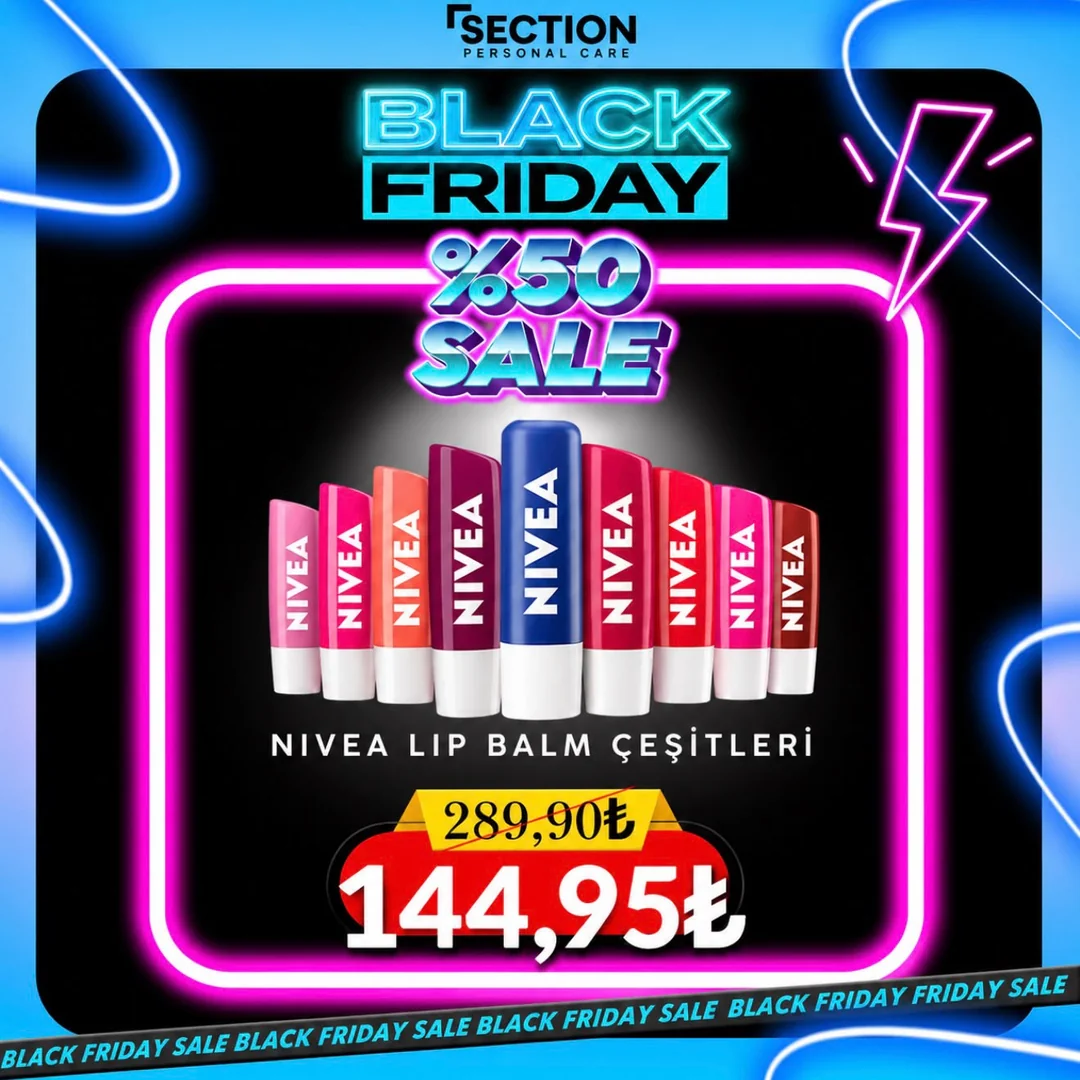 SECTION
PERSONAL CARE
BLACK
FRIDAY
%50
SALE
NIVEA
NIVEA
NIVEA
NIVEA
NIVEA
NIVEA
NIVEA
NIVEA
NIVEA
NIVEA LIP BALM ÇEŞİTLERİ
289,90₺
144,95₺
BLACK FRIDAY SALE BLACK FRIDAY SALE BLACK FRIDAY SALE BLACK FRIDAY FRIDAY SALE